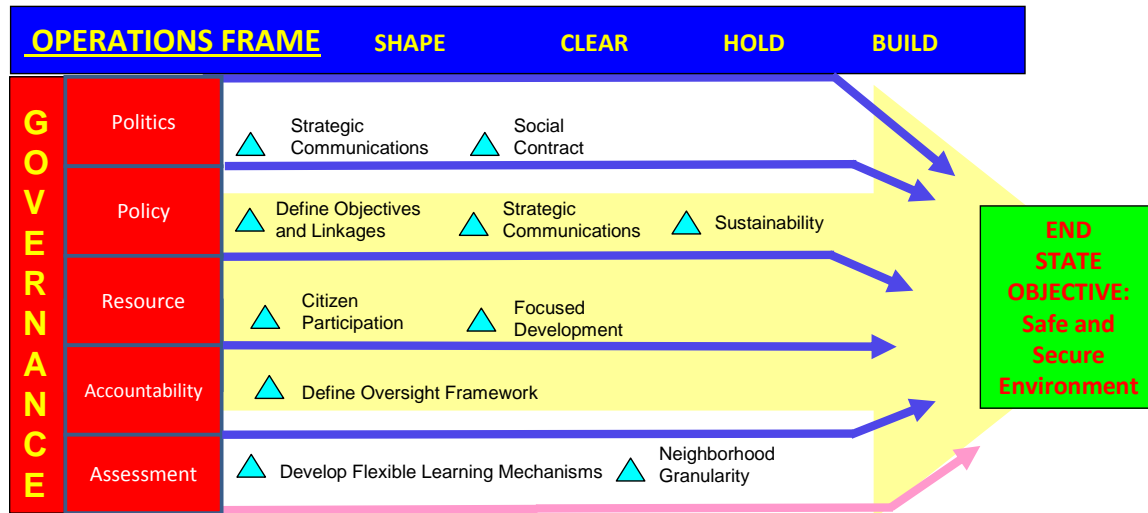 OPERATIONS FRAME SHAPE CLEAR HOLD BUILD
GOVERNANCE
Politics
Strategic
Communications
Social
Contract
Policy
Define Objectives
and Linkages
Strategic
Communications
Sustainability
Resource
Citizen
Participation
Focused
Development
Accountability
Define Oversight Framework
Assessment
Develop Flexible Learning Mechanisms
Neighborhood
Granularity
END
STATE
OBJECTIVE:
Safe and
Secure
Environment